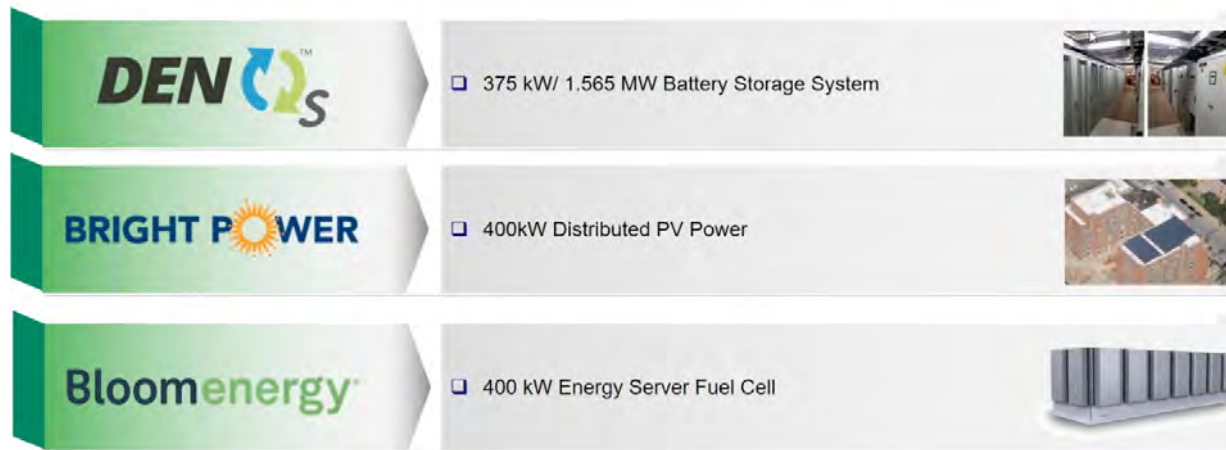 DEN S™
375 kW/ 1.565 MW Battery Storage System
BRIGHT POWER
400kW Distributed PV Power
Bloomenergy
400 kW Energy Server Fuel Cell